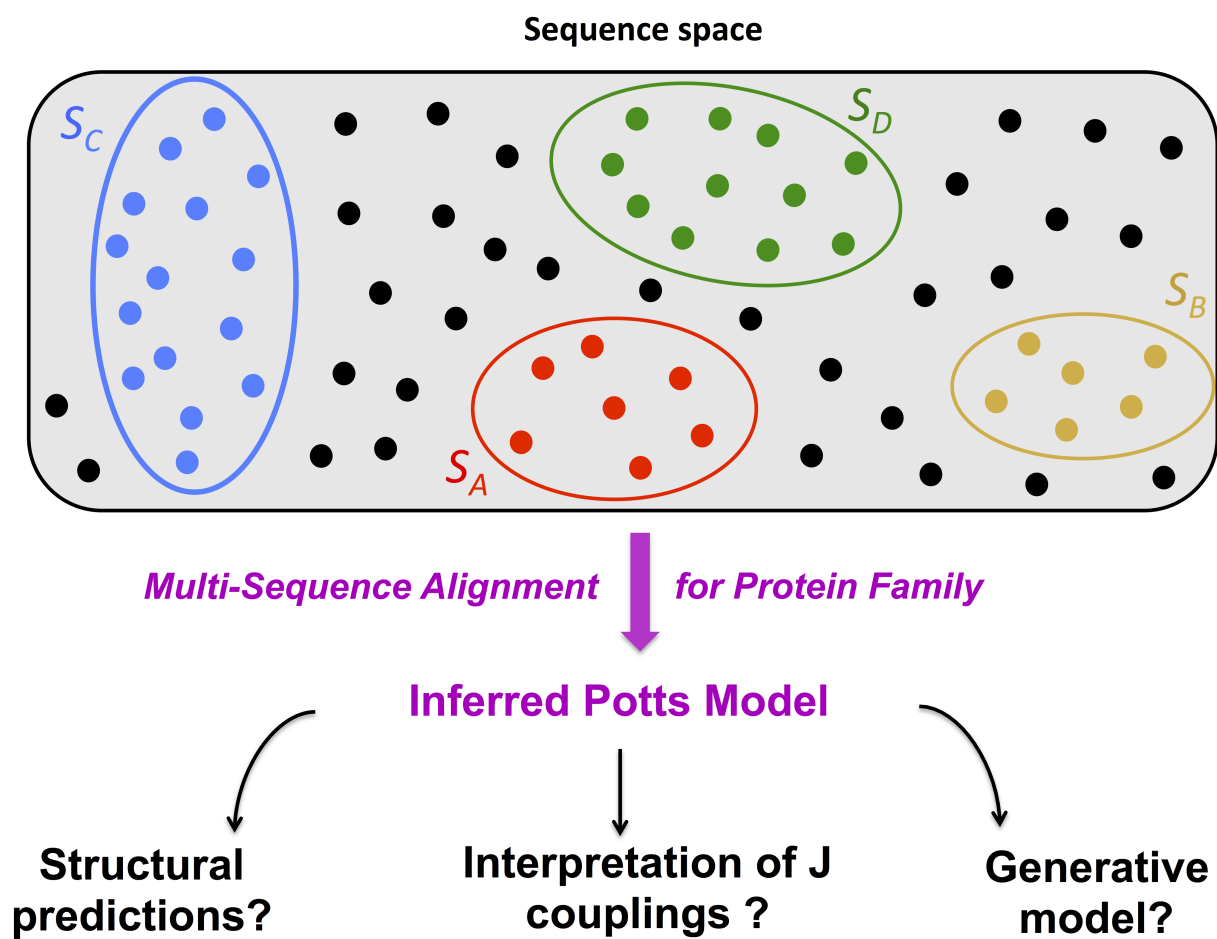 Sequence space
S_C
S_D
S_B
S_A
Multi-Sequence Alignment for Protein Family
Inferred Potts Model
Structural
predictions?
Interpretation of J
couplings ?
Generative
model?